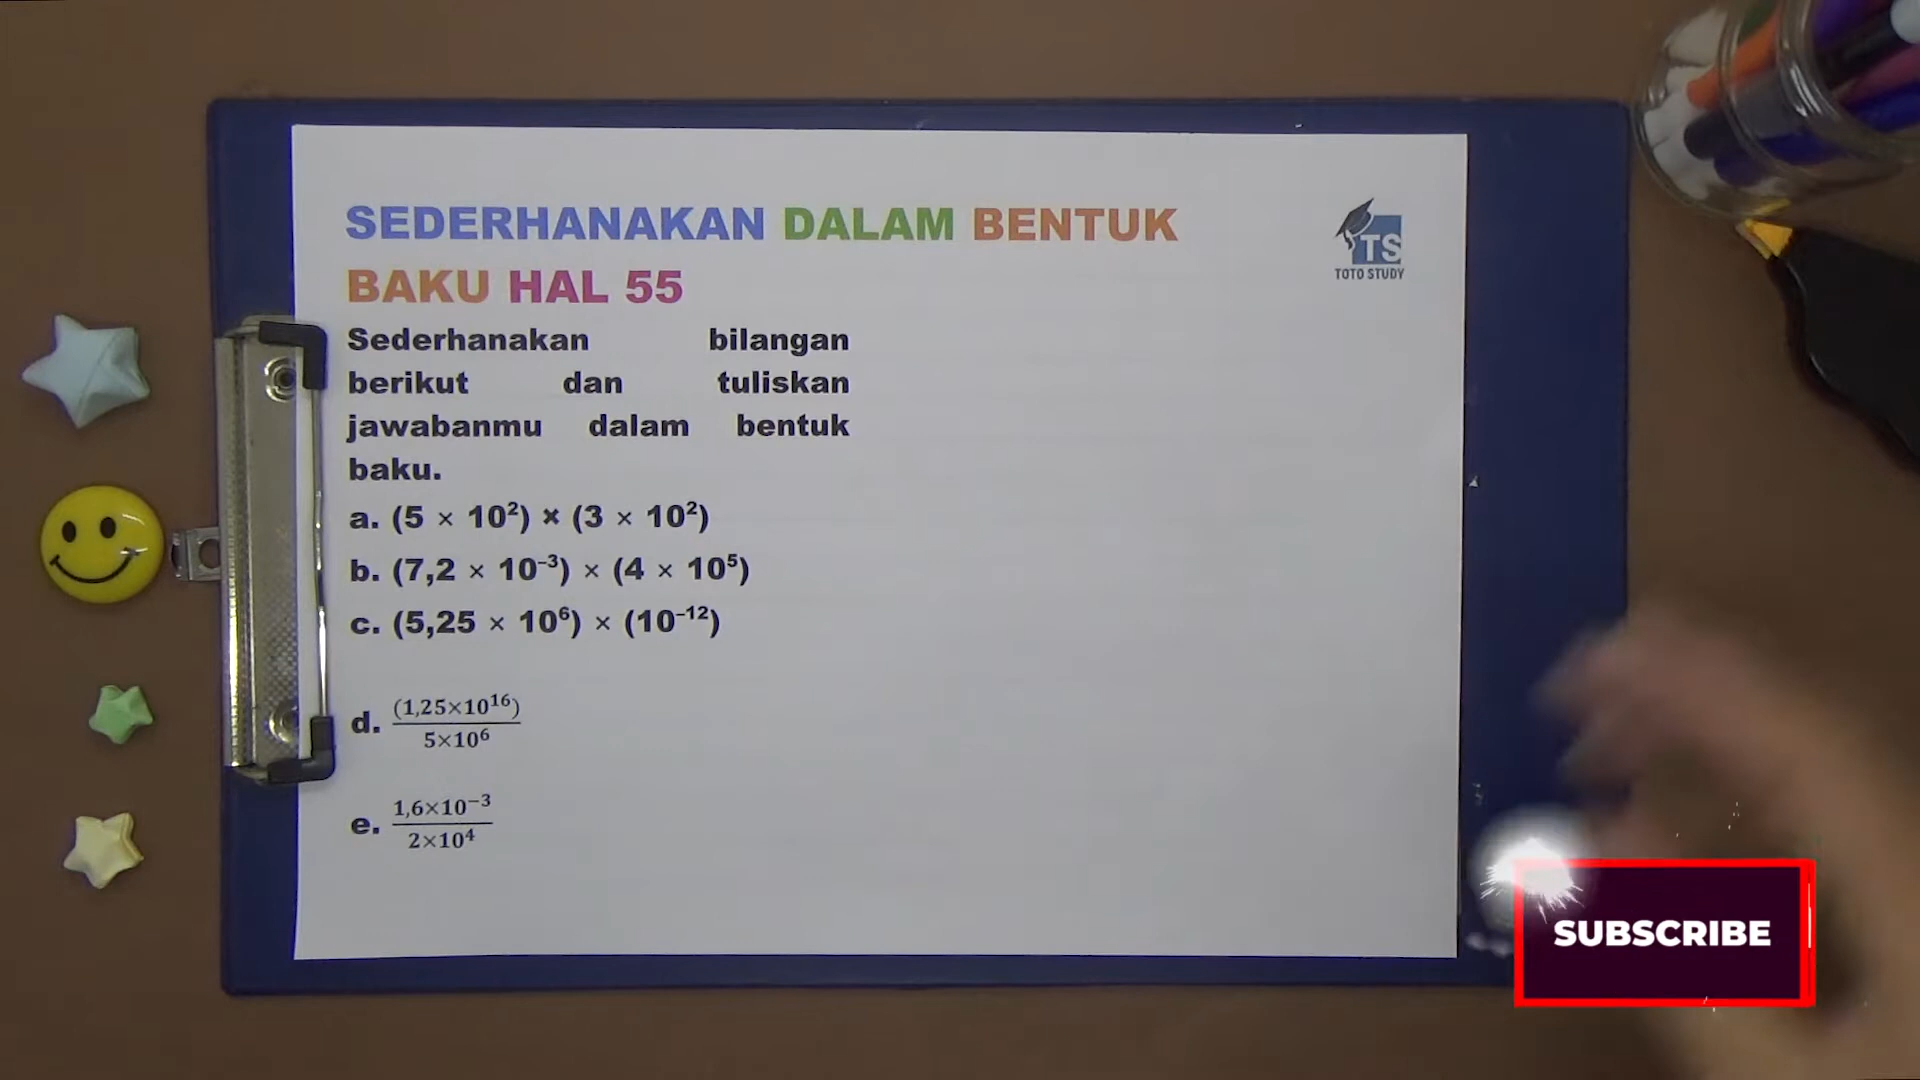 SEDERHANAKAN DALAM BENTUK
BAKU HAL 55
TS
TOTO STUDY
Sederhanakan bilangan
berikut dan tuliskan
jawabanmu dalam bentuk
baku.
a. (5 × 10²) × (3 × 10²)
b. (7,2 × 10⁻³) × (4 × 10⁵)
c. (5,25 × 10⁶) × (10⁻¹²)
d. (1,25×10¹⁶)
5×10⁶
e. 1,6×10⁻³
2×10⁴
SUBSCRIBE